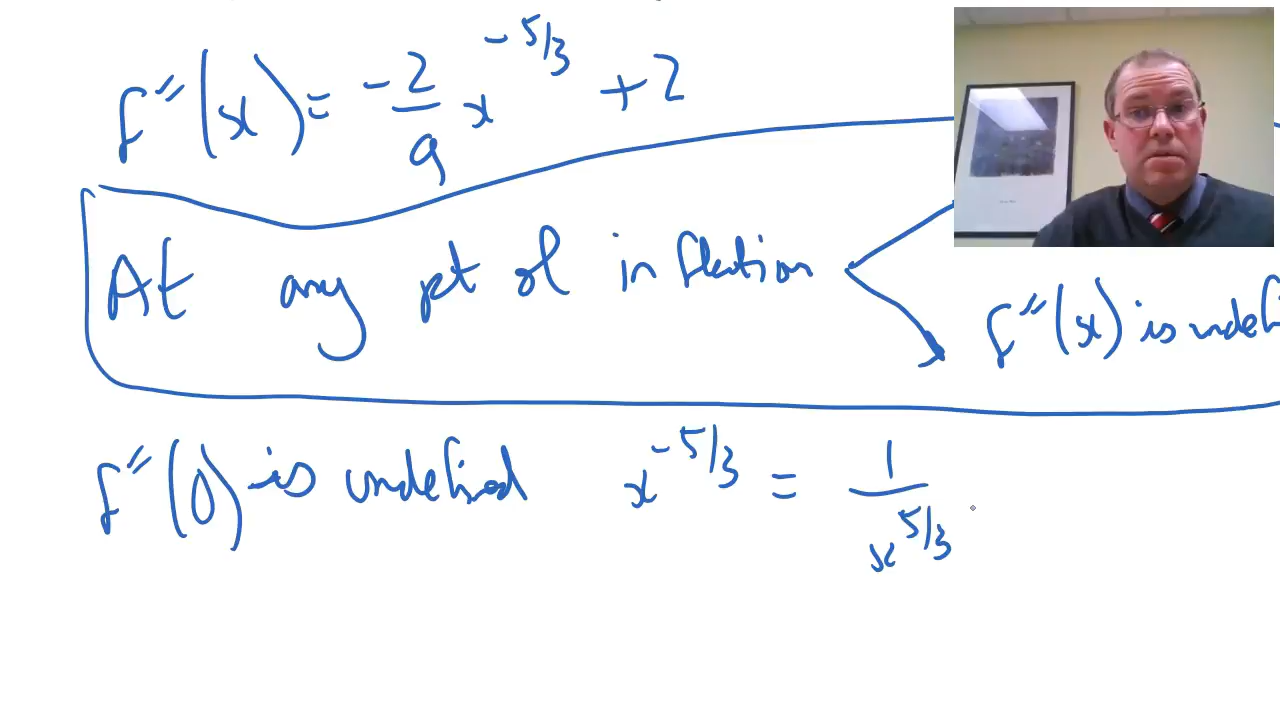 f″(x) = -2/9 x^{-5/3} + 2
At any pt of inflection
f″(x) is undefi
f″(0) is undefined x^{-5/3} = 1/x^{5/3}